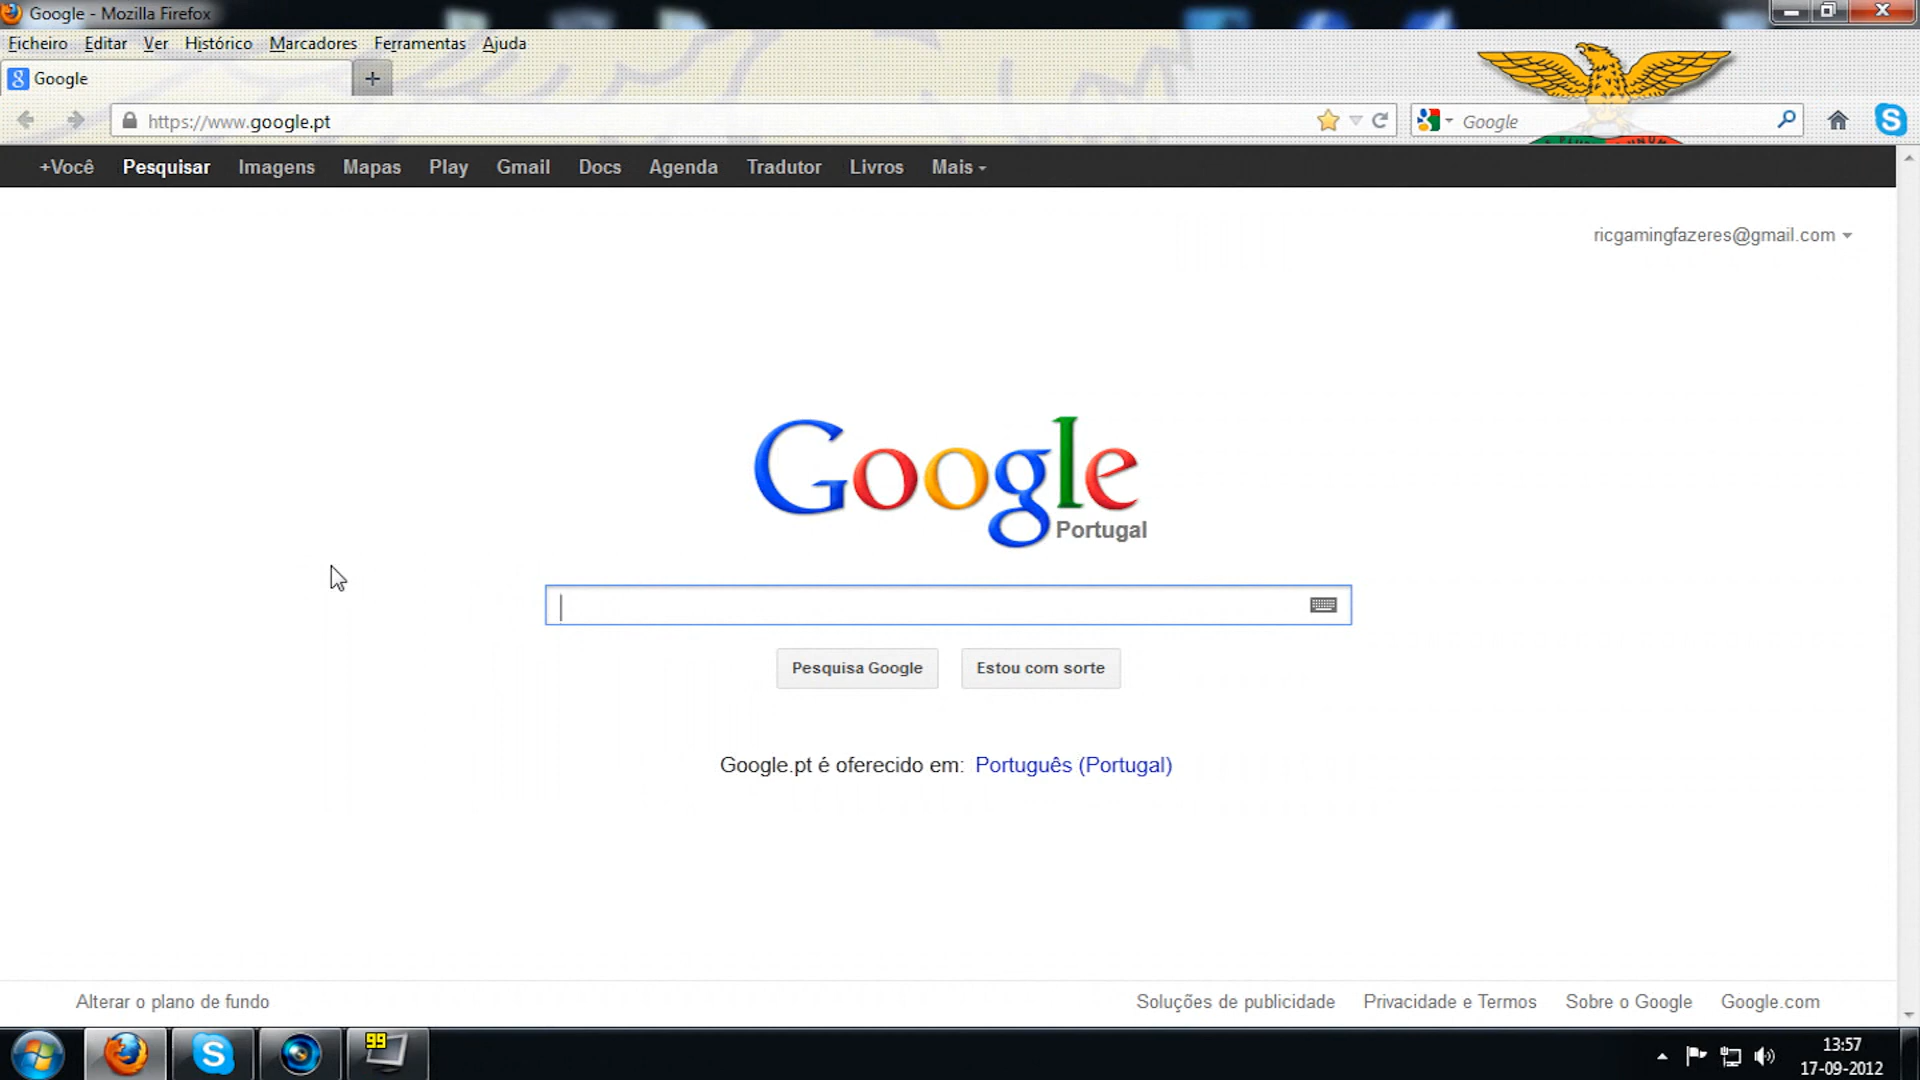 Google - Mozilla Firefox
Ficheiro Editar Ver Histórico Marcadores Ferramentas Ajuda
8 Google +
https://www.google.pt
Google
S
+Você Pesquisar Imagens Mapas Play Gmail Docs Agenda Tradutor Livros Mais
ricgamingfazeres@gmail.com
Google
Portugal
Pesquisa Google Estou com sorte
Google.pt é oferecido em: Português (Portugal)
Alterar o plano de fundo Soluções de publicidade Privacidade e Termos Sobre o Google Google.com
S 99 13:57
17-09-2012